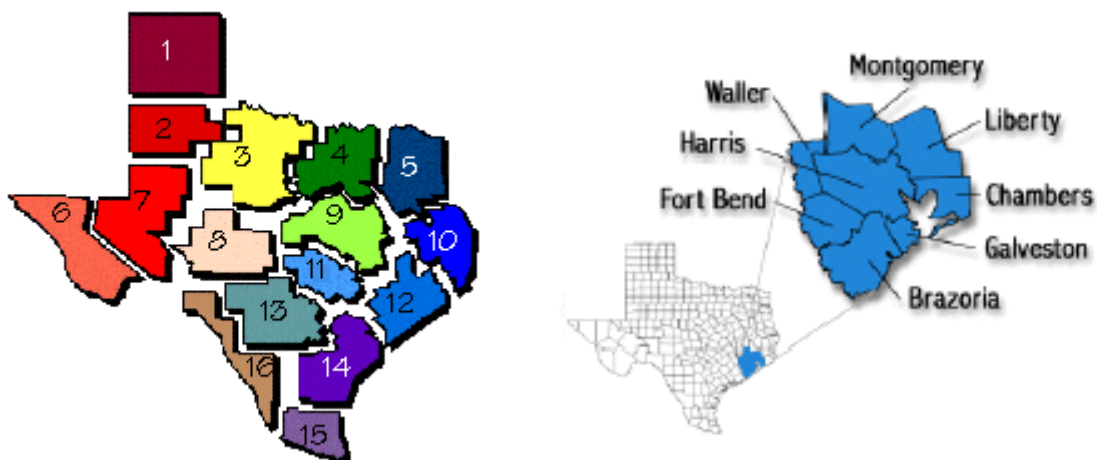 1
2
3
4
5
6
7
8
9
10
11
12
13
14
15
16
Montgomery
Waller
Liberty
Harris
Fort Bend
Chambers
Galveston
Brazoria